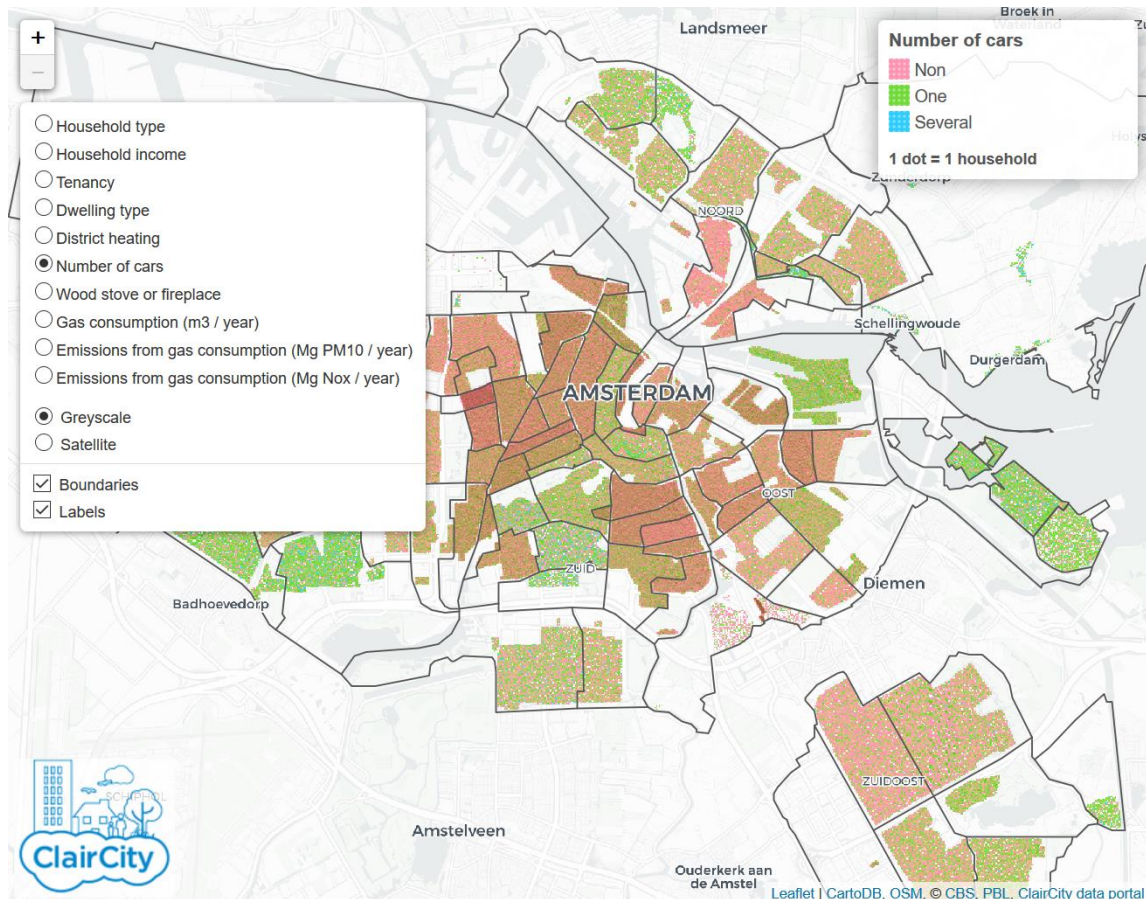 +
−
Household type
Household income
Tenancy
Dwelling type
District heating
Number of cars
Wood stove or fireplace
Gas consumption (m3 / year)
Emissions from gas consumption (Mg PM10 / year)
Emissions from gas consumption (Mg Nox / year)
Greyscale
Satellite
Boundaries
Labels
Number of cars
Non
One
Several
1 dot = 1 household
Landsmeer
Broek in
NOORD
Schellingwoude
Durgerdam
AMSTERDAM
OOST
ZUID
Diemen
Badhoevedorp
ZUIDOOST
Amstelveen
Ouderkerk aan
de Amstel
ClairCity
Leaflet | CartoDB, OSM, © CBS, PBL, ClairCity data portal